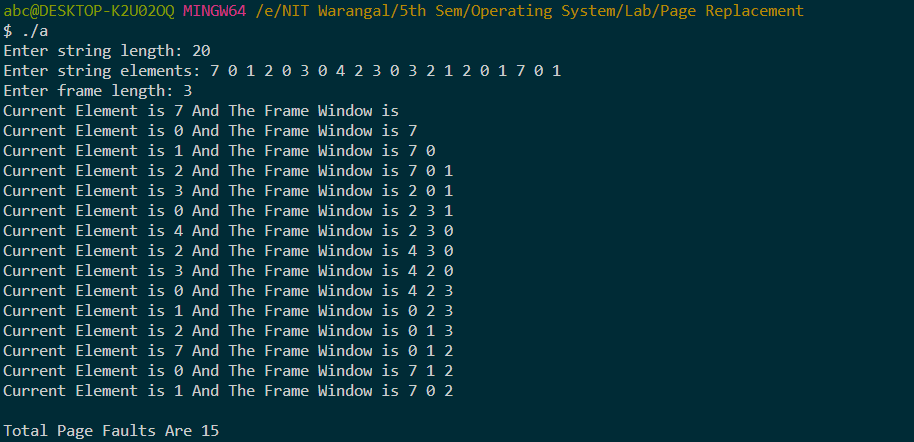 abc@DESKTOP-K2U02OQ MINGW64 /e/NIT Warangal/5th Sem/Operating System/Lab/Page Replacement
$ ./a
Enter string length: 20
Enter string elements: 7 0 1 2 0 3 0 4 2 3 0 3 2 1 2 0 1 7 0 1
Enter frame length: 3
Current Element is 7 And The Frame Window is
Current Element is 0 And The Frame Window is 7
Current Element is 1 And The Frame Window is 7 0
Current Element is 2 And The Frame Window is 7 0 1
Current Element is 3 And The Frame Window is 2 0 1
Current Element is 0 And The Frame Window is 2 3 1
Current Element is 4 And The Frame Window is 2 3 0
Current Element is 2 And The Frame Window is 4 3 0
Current Element is 3 And The Frame Window is 4 2 0
Current Element is 0 And The Frame Window is 4 2 3
Current Element is 1 And The Frame Window is 0 2 3
Current Element is 2 And The Frame Window is 0 1 3
Current Element is 7 And The Frame Window is 0 1 2
Current Element is 0 And The Frame Window is 7 1 2
Current Element is 1 And The Frame Window is 7 0 2
Total Page Faults Are 15